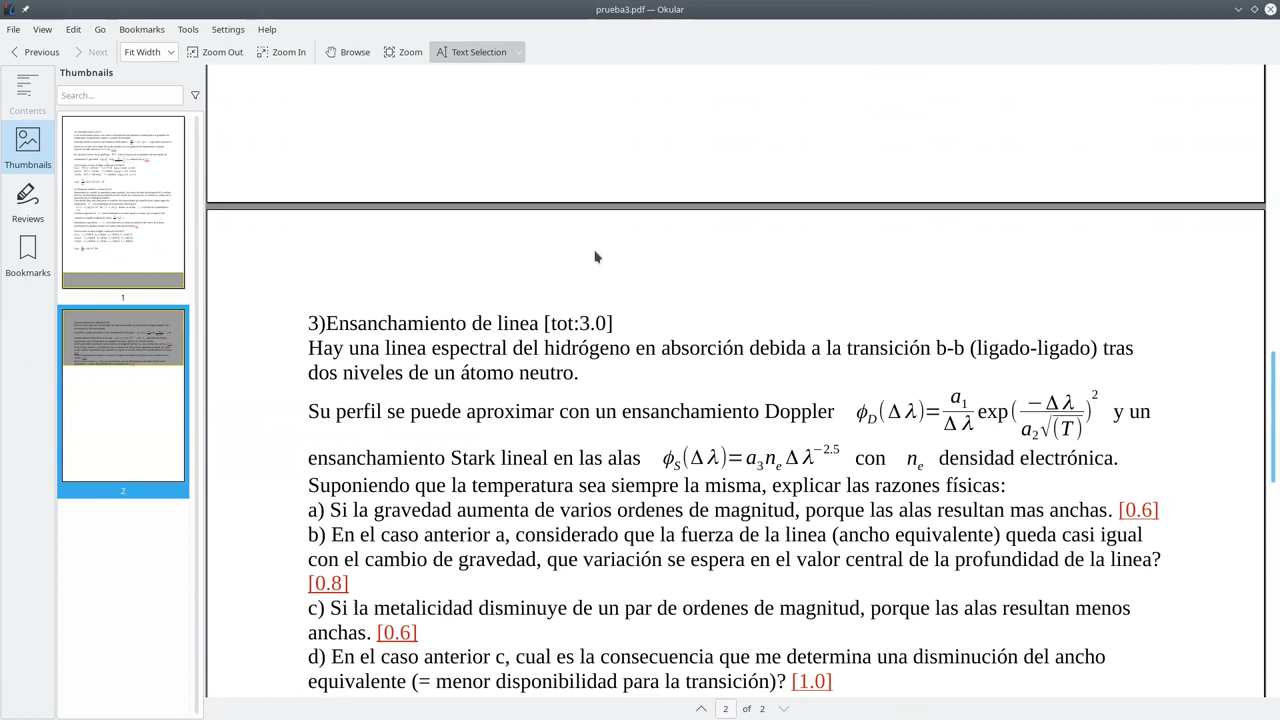 prueba3.pdf — Okular
File View Edit Go Bookmarks Tools Settings Help
Previous Next Fit Width Zoom Out Zoom In Browse Zoom Text Selection
Thumbnails
Search...
Contents
Thumbnails
Reviews
Bookmarks
1
2
3)Ensanchamiento de linea [tot:3.0]
Hay una linea espectral del hidrógeno en absorción debida a la transición b-b (ligado-ligado) tras
dos niveles de un átomo neutro.
Su perfil se puede aproximar con un ensanchamiento Doppler ϕ_D(Δλ)=a_1/Δλ exp(−Δλ/a_2√(T))^2 y un
ensanchamiento Stark lineal en las alas ϕ_S(Δλ)=a_3 n_e Δλ^−2.5 con n_e densidad electrónica.
Suponiendo que la temperatura sea siempre la misma, explicar las razones físicas:
a) Si la gravedad aumenta de varios ordenes de magnitud, porque las alas resultan mas anchas. [0.6]
b) En el caso anterior a, considerado que la fuerza de la linea (ancho equivalente) queda casi igual
con el cambio de gravedad, que variación se espera en el valor central de la profundidad de la linea?
[0.8]
c) Si la metalicidad disminuye de un par de ordenes de magnitud, porque las alas resultan menos
anchas. [0.6]
d) En el caso anterior c, cual es la consecuencia que me determina una disminución del ancho
equivalente (= menor disponibilidad para la transición)? [1.0]
2 of 2